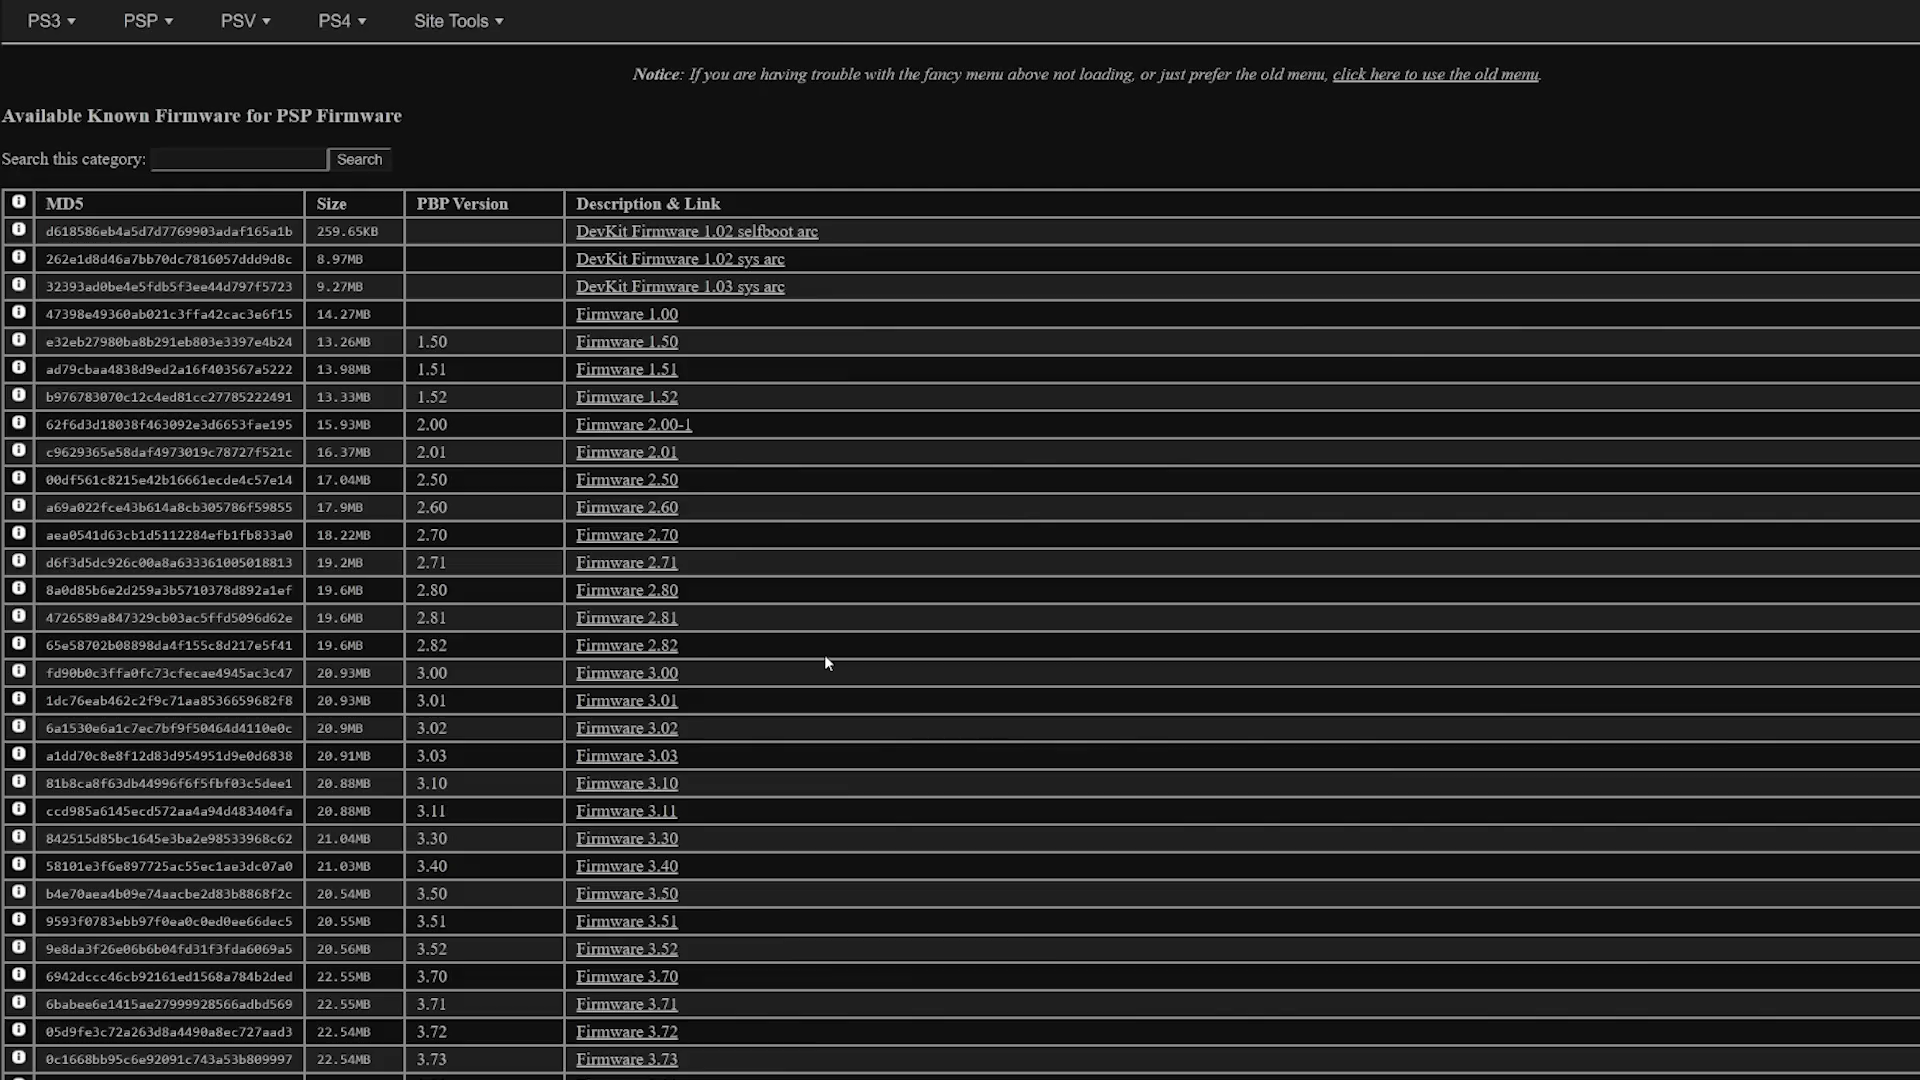 PS3 PSP PSV PS4 Site Tools
Notice: If you are having trouble with the fancy menu above not loading, or just prefer the old menu, click here to use the old menu.
Available Known Firmware for PSP Firmware
Search this category: Search
MD5 Size PBP Version Description & Link
d618586eb4a5d7d7769903adaf165a1b 259.65KB DevKit Firmware 1.02 selfboot arc
262e1d8d46a7bb70dc7816057ddd9d8c 8.97MB DevKit Firmware 1.02 sys arc
32393ad0be4e5fdb5f3ee44d797f5723 9.27MB DevKit Firmware 1.03 sys arc
47398e49360ab021c3ffa42cac3e6f15 14.27MB Firmware 1.00
e32eb27980ba8b291eb803e3397e4b24 13.26MB 1.50 Firmware 1.50
ad79cbaa4838d9ed2a16f403567a5222 13.98MB 1.51 Firmware 1.51
b976783070c12c4ed81cc27785222491 13.33MB 1.52 Firmware 1.52
62f6d3d18038f463092e3d6653fae195 15.93MB 2.00 Firmware 2.00-1
c9629365e58daf4973019c78727f521c 16.37MB 2.01 Firmware 2.01
00df561c8215e42b16661ecde4c57e14 17.04MB 2.50 Firmware 2.50
a69a022fce43b614a8cb305786f59855 17.9MB 2.60 Firmware 2.60
aea0541d63cb1d5112284efb1fb833a0 18.22MB 2.70 Firmware 2.70
d6f3d5dc926c00a8a633361005018813 19.2MB 2.71 Firmware 2.71
8a0d85b6e2d259a3b5710378d892a1ef 19.6MB 2.80 Firmware 2.80
4726589a847329cb03ac5ffd5096d62e 19.6MB 2.81 Firmware 2.81
65e58702b08898da4f155c8d217e5f41 19.6MB 2.82 Firmware 2.82
fd90b0c3ffa0fc73cfecae4945ac3c47 20.93MB 3.00 Firmware 3.00
1dc76eab462c2f9c71aa8536659682f8 20.93MB 3.01 Firmware 3.01
6a1530e6a1c7ec7bf9f50464d4110e0c 20.9MB 3.02 Firmware 3.02
a1dd70c8e8f12d83d954951d9e0d6838 20.91MB 3.03 Firmware 3.03
81b8ca8f63db44996f6f5fbf03c5dee1 20.88MB 3.10 Firmware 3.10
ccd985a6145ecd572aa4a94d483404fa 20.88MB 3.11 Firmware 3.11
842515d85bc1645e3ba2e98533968c62 21.04MB 3.30 Firmware 3.30
58101e3f6e897725ac55ec1ae3dc07a0 21.03MB 3.40 Firmware 3.40
b4e70aea4b09e74aacbe2d83b8868f2c 20.54MB 3.50 Firmware 3.50
9593f0783ebb97f0ea0c0ed0ee66dec5 20.55MB 3.51 Firmware 3.51
9e8da3f26e06b6b04fd31f3fda6069a5 20.56MB 3.52 Firmware 3.52
6942dccc46cb92161ed1568a784b2ded 22.55MB 3.70 Firmware 3.70
6babee6e1415ae27999928566adbd569 22.55MB 3.71 Firmware 3.71
05d9fe3c72a263d8a4490a8ec727aad3 22.54MB 3.72 Firmware 3.72
0c1668bb95c6e92091c743a53b809997 22.54MB 3.73 Firmware 3.73